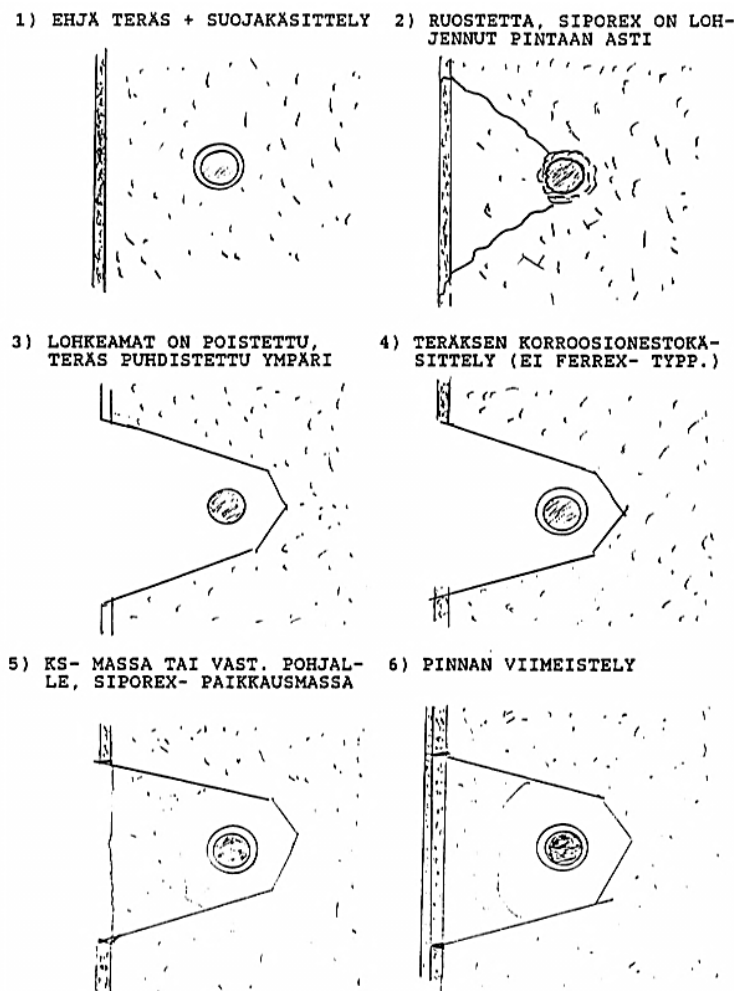 1) EHJÄ TERÄS + SUOJAKÄSITTELY
2) RUOSTETTA, SIPOREX ON LOH-
JENNUT PINTAAN ASTI
3) LOHKEAMAT ON POISTETTU,
TERÄS PUHDISTETTU YMPÄRI
4) TERÄKSEN KORROOSIONESTOKÄ-
SITTELY (EI FERREX- TYPP.)
5) KS- MASSA TAI VAST. POHJAL-
LE, SIPOREX- PAIKKAUSMASSA
6) PINNAN VIIMEISTELY